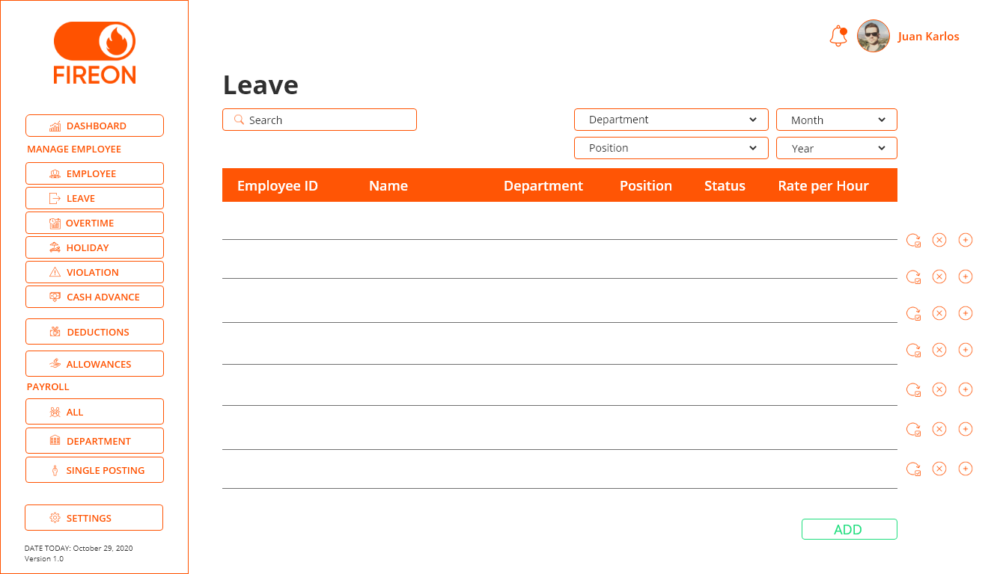 FIREON
DASHBOARD
MANAGE EMPLOYEE
EMPLOYEE
LEAVE
OVERTIME
HOLIDAY
VIOLATION
CASH ADVANCE
DEDUCTIONS
ALLOWANCES
PAYROLL
ALL
DEPARTMENT
SINGLE POSTING
SETTINGS
DATE TODAY: October 29, 2020
Version 1.0
Juan Karlos
Leave
Search
Department
Month
Position
Year
Employee ID Name Department Position Status Rate per Hour
ADD